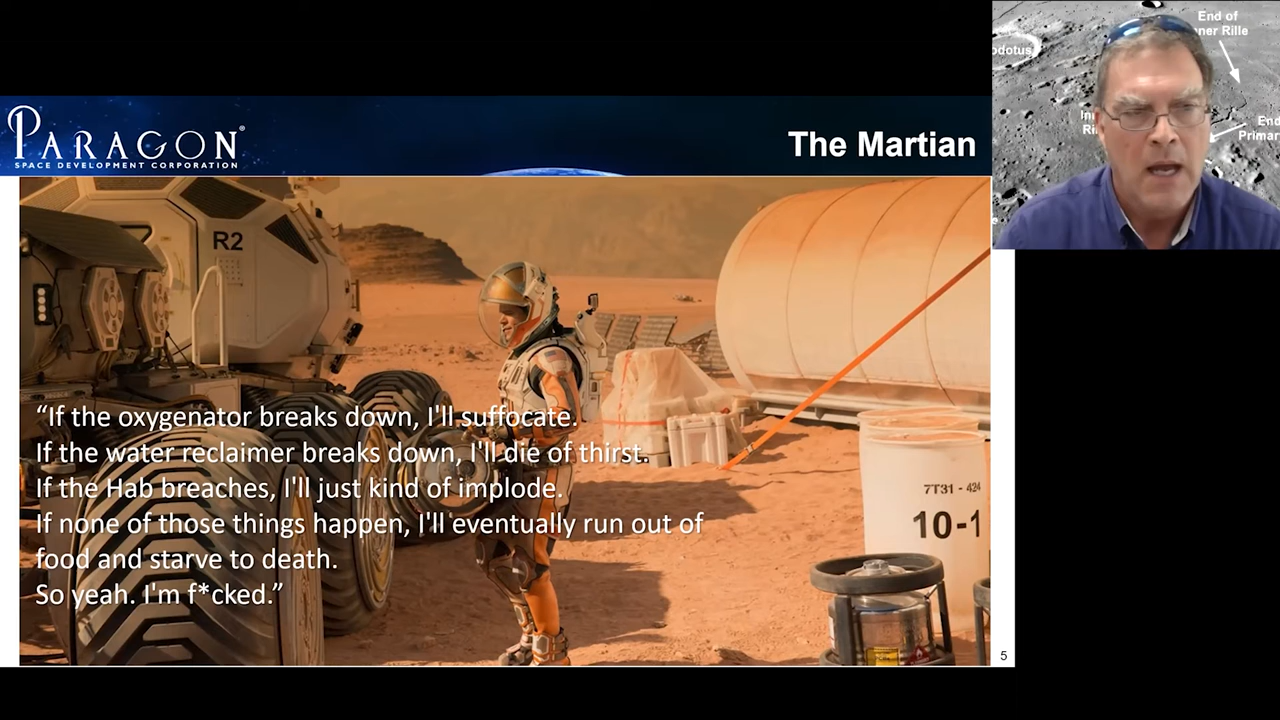 PARAGON®
SPACE DEVELOPMENT CORPORATION
The Martian
R2
“If the oxygenator breaks down, I'll suffocate.
If the water reclaimer breaks down, I'll die of thirst.
If the Hab breaches, I'll just kind of implode.
If none of those things happen, I'll eventually run out of
food and starve to death.
So yeah. I'm f*cked.”
7T31 - 424
10-1
5
End of
Rille
End